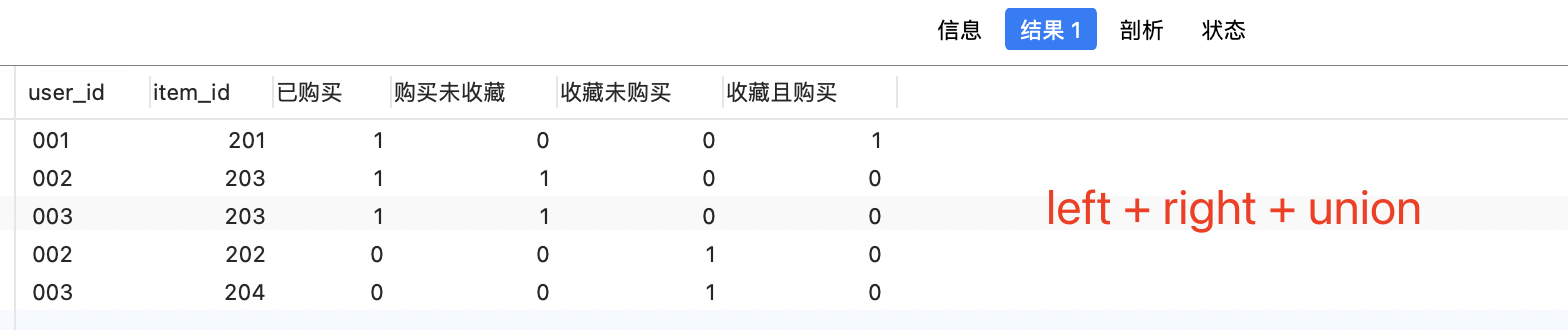 信息 结果 1 剖析 状态
user_id item_id 已购买 购买未收藏 收藏未购买 收藏且购买
001 201 1 0 0 1
002 203 1 1 0 0
003 203 1 1 0 0
left + right + union
002 202 0 0 1 0
003 204 0 0 1 0